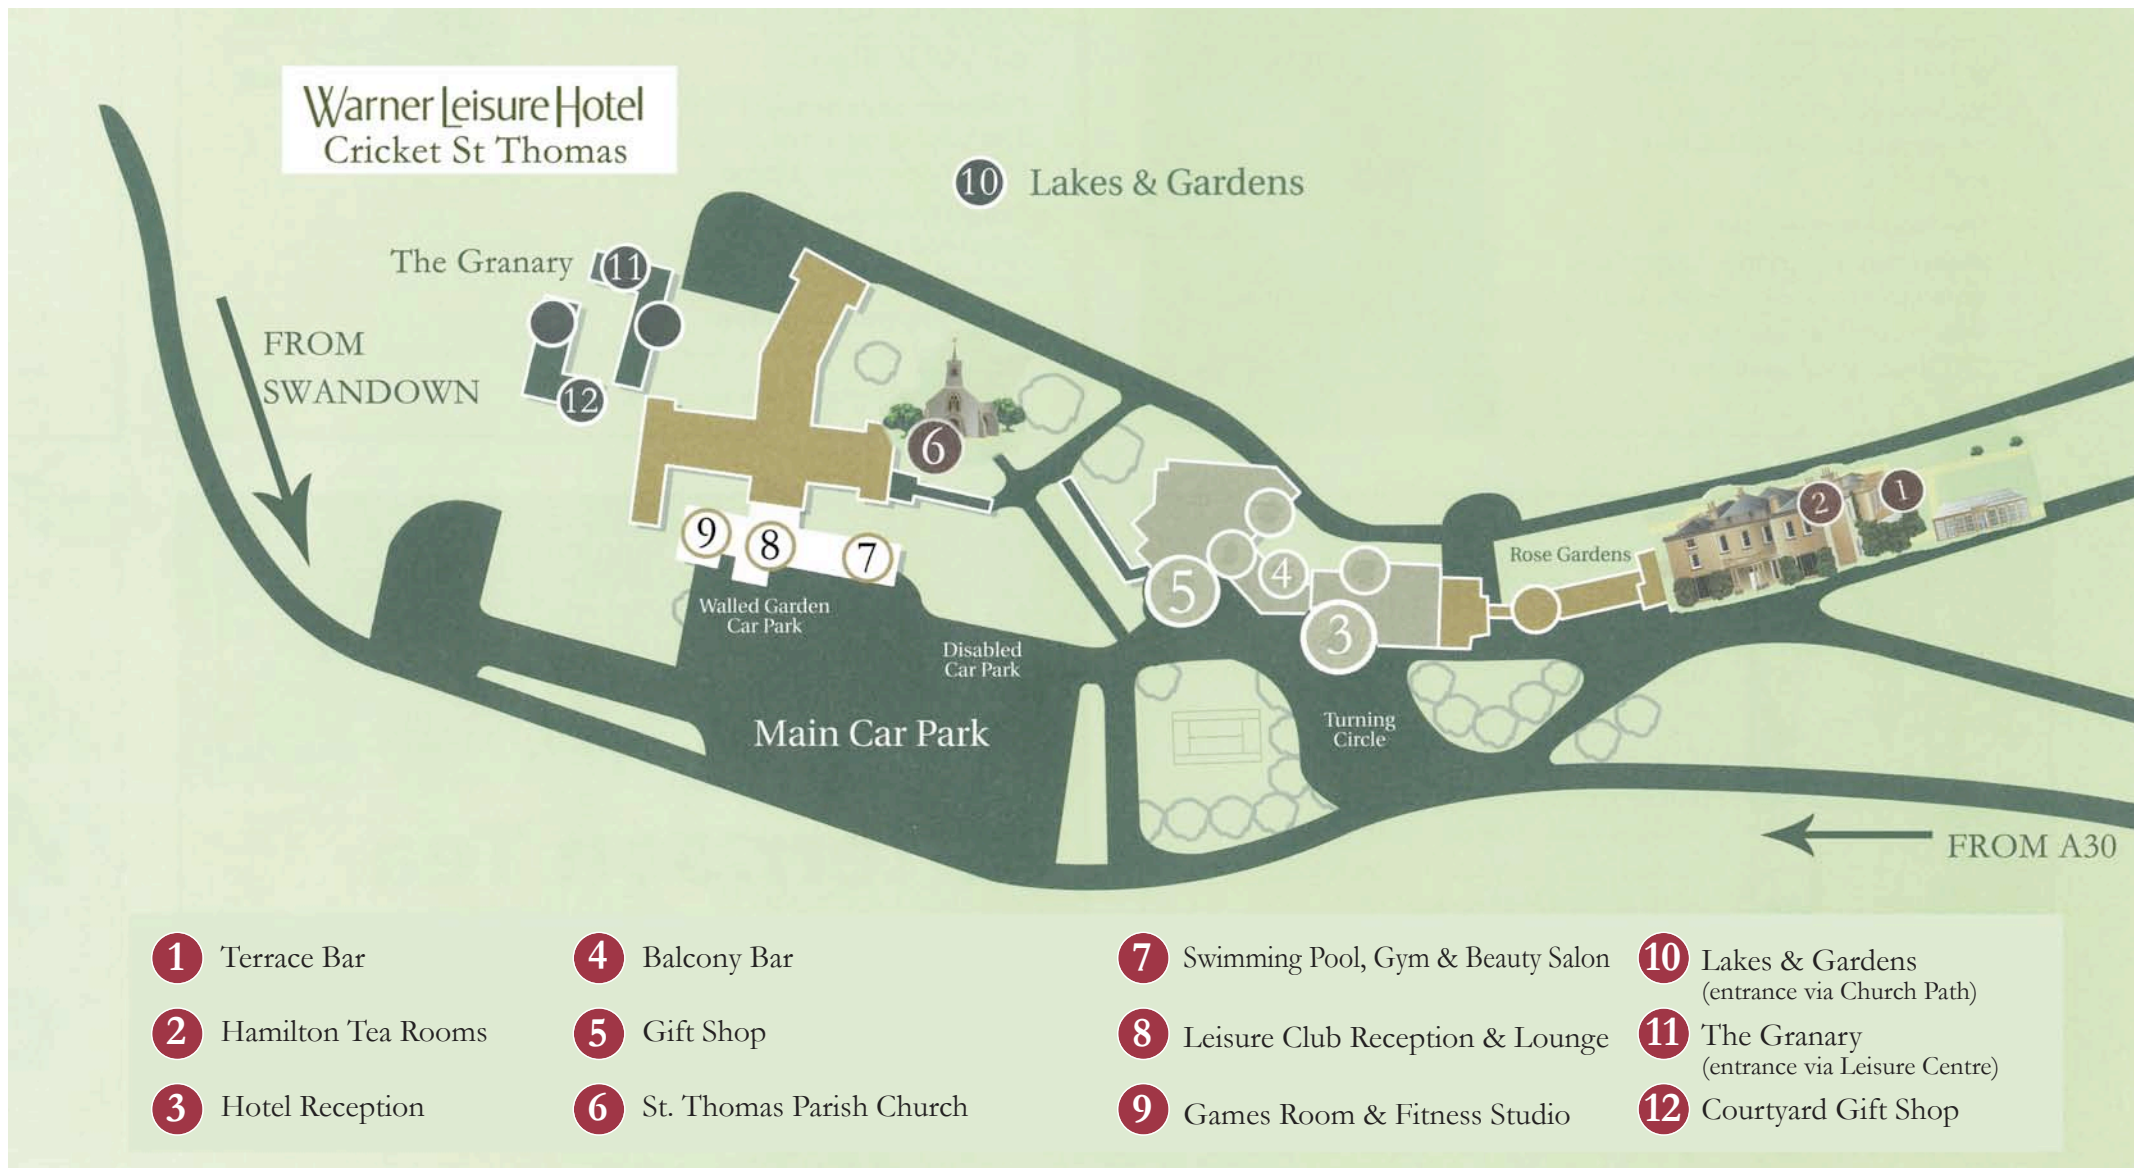 Warner Leisure Hotel
Cricket St Thomas
10 Lakes & Gardens
The Granary
11
FROM
SWANDOWN
12
6
2
1
9
8
7
5
4
3
Rose Gardens
Walled Garden
Car Park
Disabled
Car Park
Main Car Park
Turning
Circle
FROM A30
1 Terrace Bar
2 Hamilton Tea Rooms
3 Hotel Reception
4 Balcony Bar
5 Gift Shop
6 St. Thomas Parish Church
7 Swimming Pool, Gym & Beauty Salon
8 Leisure Club Reception & Lounge
9 Games Room & Fitness Studio
10 Lakes & Gardens
(entrance via Church Path)
11 The Granary
(entrance via Leisure Centre)
12 Courtyard Gift Shop